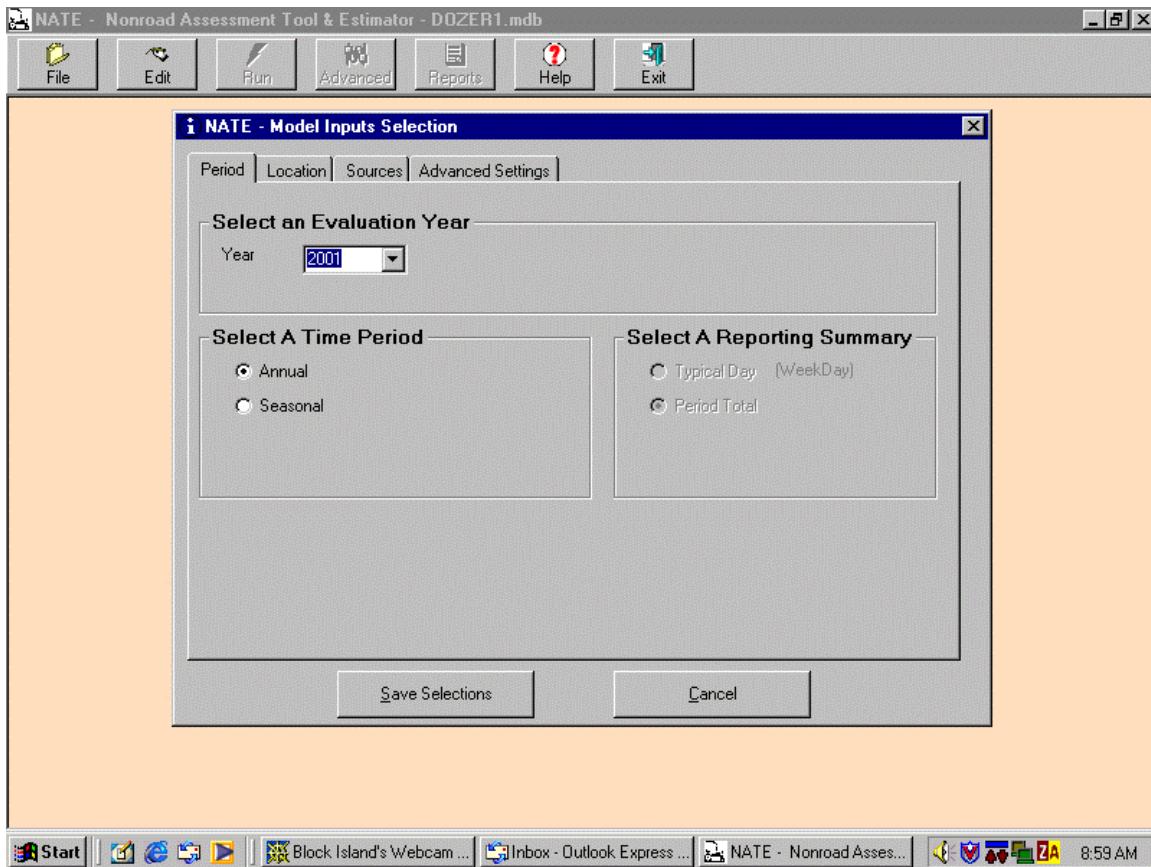 NATE - Nonroad Assessment Tool & Estimator - DOZER1.mdb
File Edit Run Advanced Reports Help Exit
NATE - Model Inputs Selection
Period Location Sources Advanced Settings
Select an Evaluation Year
Year 2001
Select A Time Period Select A Reporting Summary
Annual Typical Day (WeekDay)
Seasonal Period Total
Save Selections Cancel
Start Block Island's Webcam ... Inbox - Outlook Express ... NATE - Nonroad Asses... ZA 8:59 AM